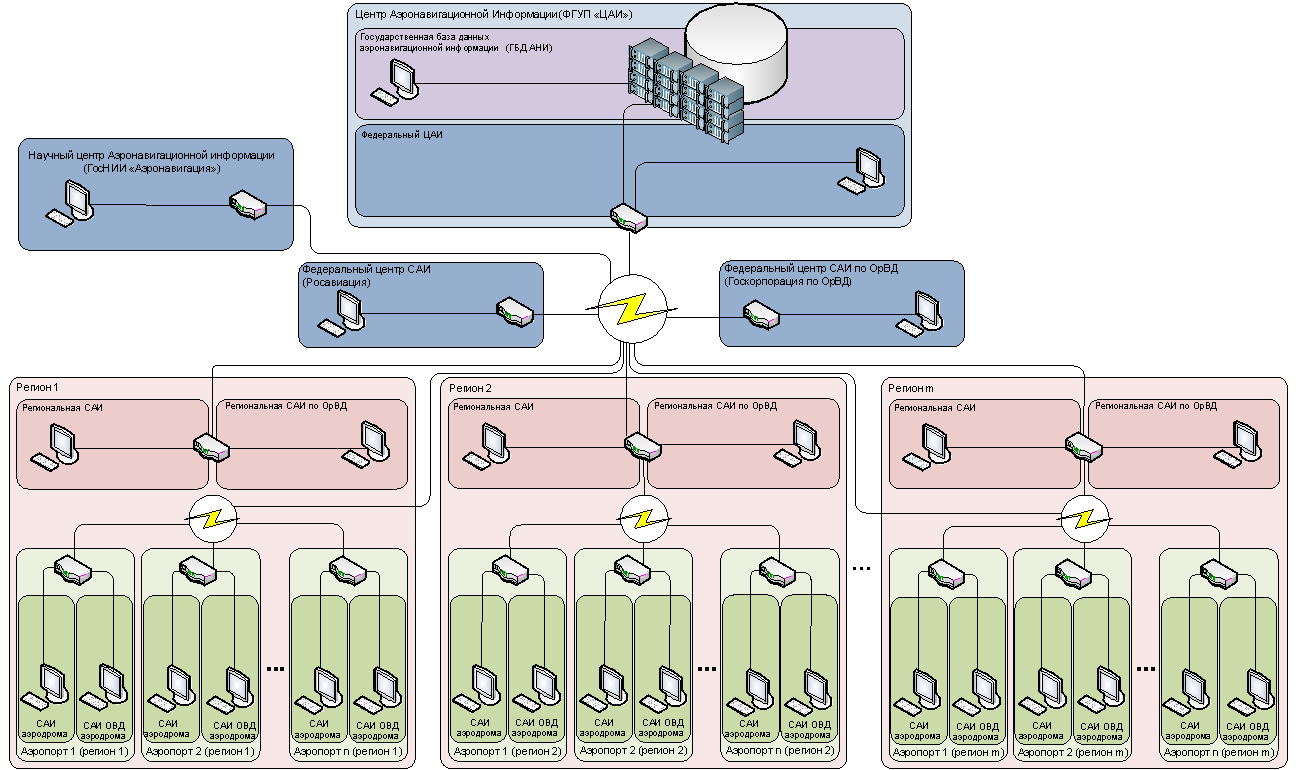 Центр Аэронавигационной Информации(ФГУП «ЦАИ»)
Государственная база данных
аэронавигационной информации (ГБД АНИ)
Федеральный ЦАИ
Научный центр Аэронавигационной информации
(ГосНИИ «Аэронавигация»)
Федеральный центр САИ
(Росавиация)
Федеральный центр САИ по ОрВД
(Госкорпорация по ОрВД)
Регион 1
Региональная САИ
Региональная САИ по ОрВД
САИ
аэродрома
САИ ОВД
аэродрома
Аэропорт 1 (регион 1)
САИ
аэродрома
САИ ОВД
аэродрома
Аэропорт 2 (регион 1)
...
САИ
аэродрома
САИ ОВД
аэродрома
Аэропорт n (регион 1)
Регион 2
Региональная САИ
Региональная САИ по ОрВД
САИ
аэродрома
САИ ОВД
аэродрома
Аэропорт 1 (регион 2)
САИ
аэродрома
САИ ОВД
аэродрома
Аэропорт 2 (регион 2)
...
САИ
аэродрома
САИ ОВД
аэродрома
Аэропорт n (регион 2)
...
Регион m
Региональная САИ
Региональная САИ по ОрВД
САИ
аэродрома
САИ ОВД
аэродрома
Аэропорт 1 (регион m)
САИ
аэродрома
САИ ОВД
аэродрома
Аэропорт 2 (регион m)
...
САИ
аэродрома
САИ ОВД
аэродрома
Аэропорт n (регион m)